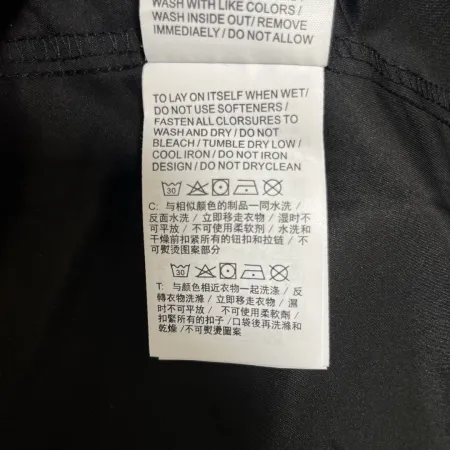 WASH WITH LIKE COLORS /
WASH INSIDE OUT/ REMOVE
IMMEDIAELY / DO NOT ALLOW
TO LAY ON ITSELF WHEN WET/
DO NOT USE SOFTENERS /
FASTEN ALL CLORSURES TO
WASH AND DRY / DO NOT
BLEACH / TUMBLE DRY LOW /
COOL IRON / DO NOT IRON
DESIGN / DO NOT DRYCLEAN
30
C: 与相似颜色的制品一同水洗 /
反面水洗 / 立即移走衣物 / 湿时不
可平放 / 不可使用柔软剂 / 水洗和
干燥前扣紧所有的钮扣和拉链 / 不
可熨烫图案部分
30
T: 与颜色相近衣物一起洗涤 / 反
轉衣物洗滌 / 立即移走衣物 / 濕
时不可平放 / 不可使用柔軟劑 /
扣緊所有的扣子 / 口袋後再洗滌和
乾燥 / 不可熨燙圖案